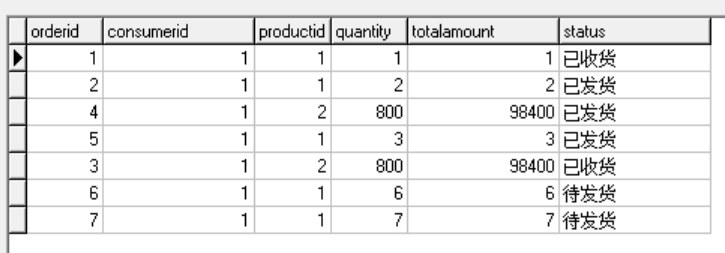 orderid consumerid productid quantity totalamount status
1 1 1 1 1 已收货
2 1 1 2 2 已发货
4 1 2 800 98400 已发货
5 1 1 3 3 已发货
3 1 2 800 98400 已收货
6 1 1 6 6 待发货
7 1 1 7 7 待发货